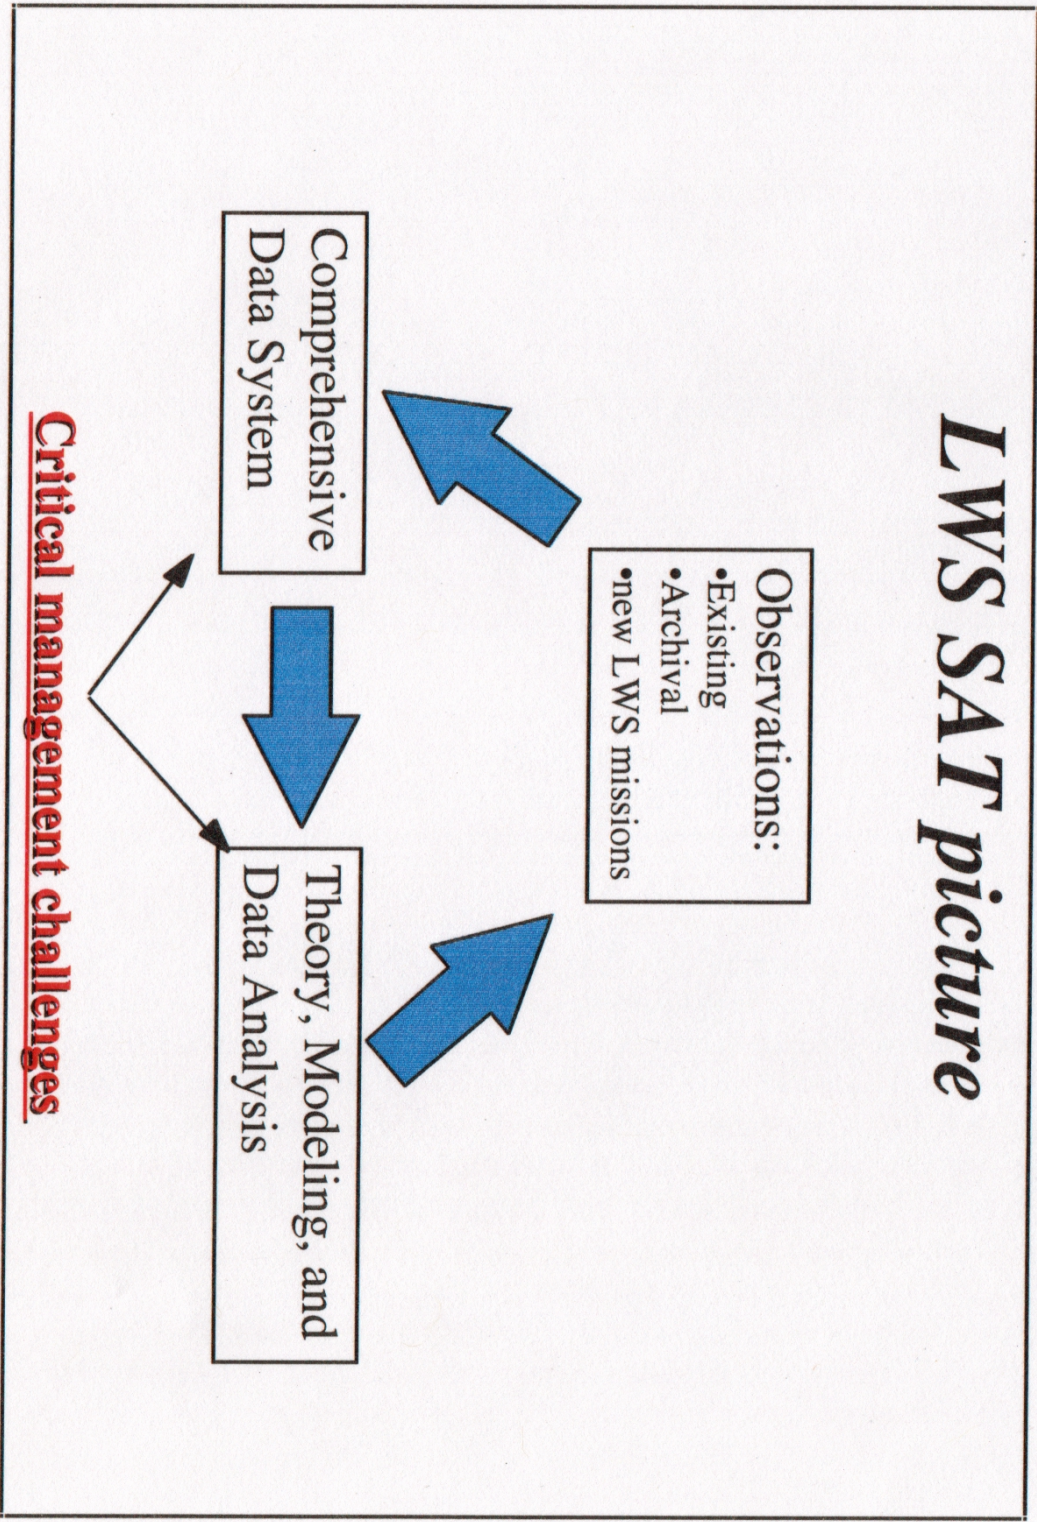 LWS SAT picture
Observations:
•Existing
•Archival
•new LWS missions
Comprehensive
Data System
Theory, Modeling, and
Data Analysis
Critical management challenges